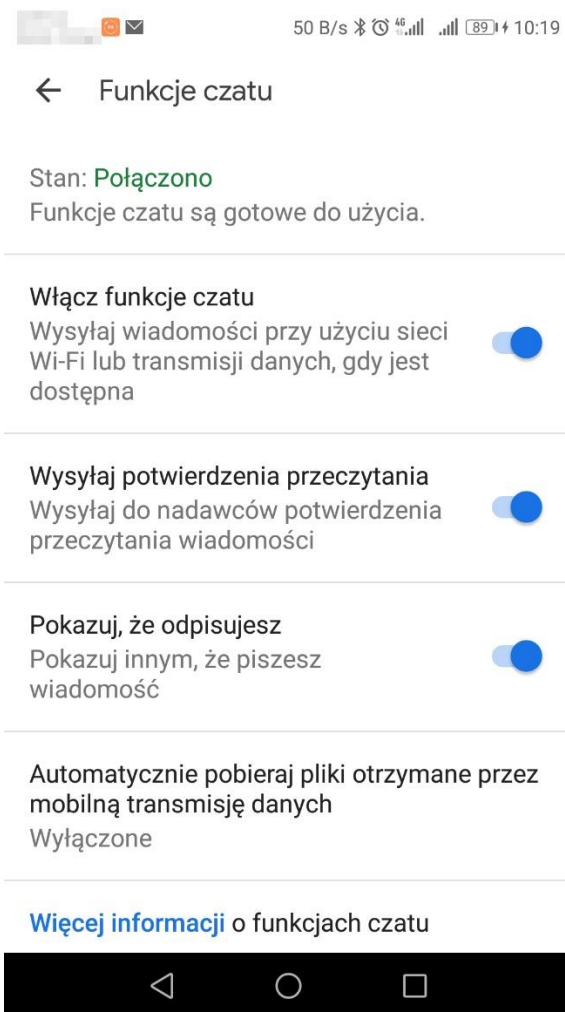 50 B/s 4G 89 10:19
Funkcje czatu
Stan: Połączono
Funkcje czatu są gotowe do użycia.
Włącz funkcje czatu
Wysyłaj wiadomości przy użyciu sieci
Wi-Fi lub transmisji danych, gdy jest
dostępna
Wysyłaj potwierdzenia przeczytania
Wysyłaj do nadawców potwierdzenia
przeczytania wiadomości
Pokazuj, że odpisujesz
Pokazuj innym, że piszesz
wiadomość
Automatycznie pobieraj pliki otrzymane przez
mobilną transmisję danych
Wyłączone
Więcej informacji o funkcjach czatu